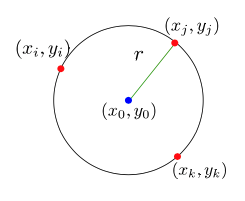 (x_j, y_j)
(x_i, y_i)
r
(x_0, y_0)
(x_k, y_k)